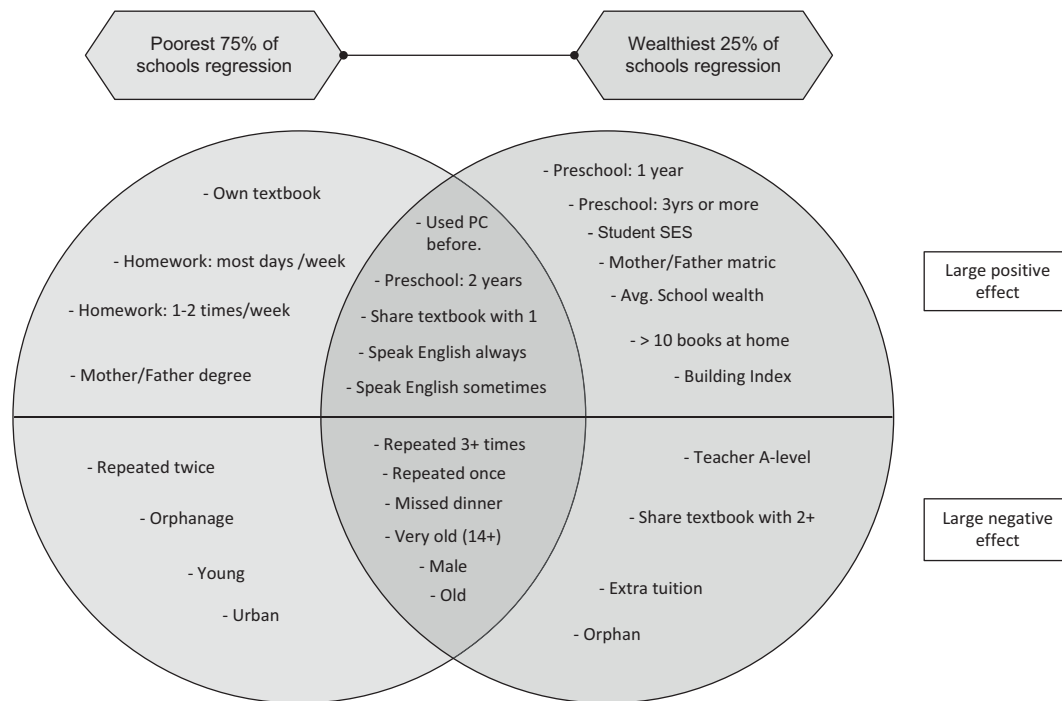 Poorest 75% of
schools regression
Wealthiest 25% of
schools regression
- Own textbook
- Homework: most days /week
- Homework: 1-2 times/week
- Mother/Father degree
- Used PC
before.
- Preschool: 2 years
- Share textbook with 1
- Speak English always
- Speak English sometimes
- Preschool: 1 year
- Preschool: 3yrs or more
- Student SES
- Mother/Father matric
- Avg. School wealth
- > 10 books at home
- Building Index
Large positive
effect
- Repeated twice
- Orphanage
- Young
- Urban
- Repeated 3+ times
- Repeated once
- Missed dinner
- Very old (14+)
- Male
- Old
- Teacher A-level
- Share textbook with 2+
- Extra tuition
- Orphan
Large negative
effect